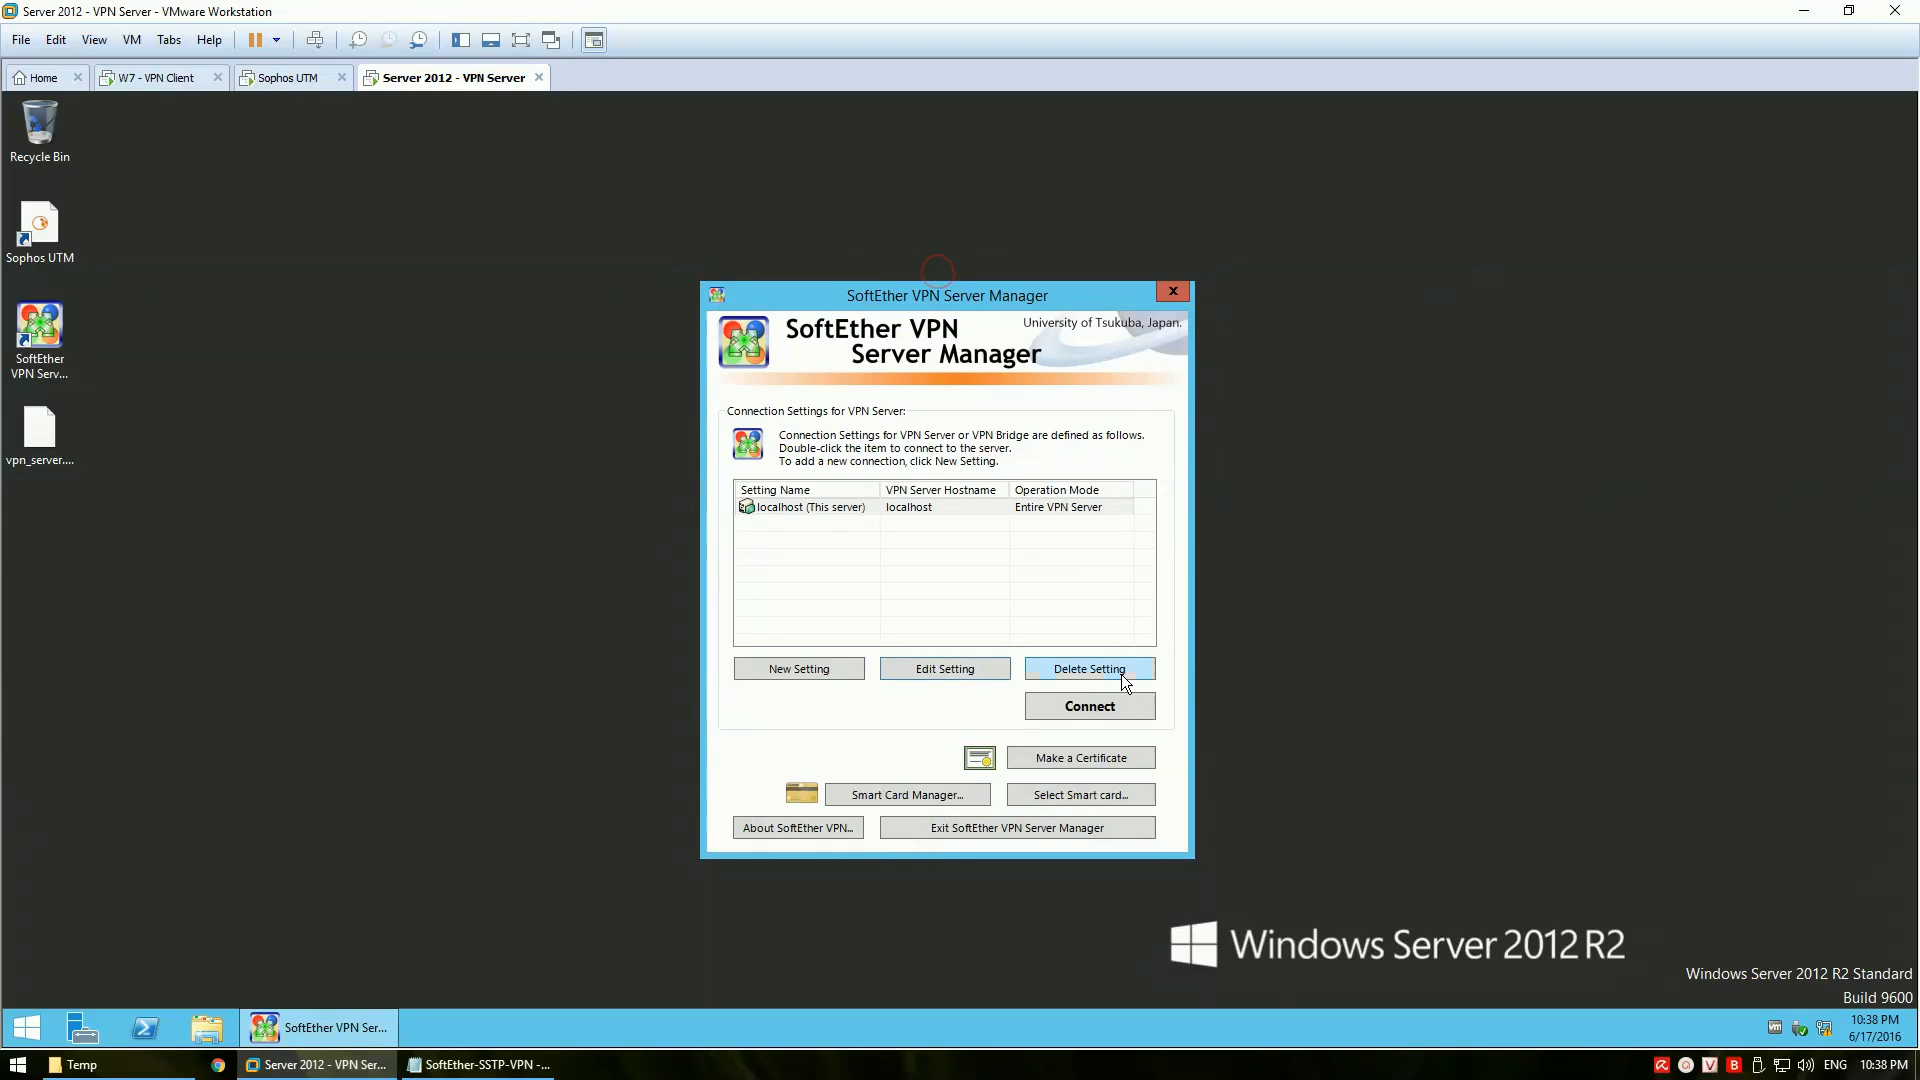 Server 2012 - VPN Server - VMware Workstation
File Edit View VM Tabs Help
Home
W7 - VPN Client
Sophos UTM
Server 2012 - VPN Server
Recycle Bin
Sophos UTM
SoftEther
VPN Serv...
vpn_server....
SoftEther VPN Server Manager
SoftEther VPN
Server Manager
University of Tsukuba, Japan.
Connection Settings for VPN Server:
Connection Settings for VPN Server or VPN Bridge are defined as follows.
Double-click the item to connect to the server.
To add a new connection, click New Setting.
Setting Name VPN Server Hostname Operation Mode
localhost (This server) localhost Entire VPN Server
New Setting Edit Setting Delete Setting
Connect
Make a Certificate
Smart Card Manager... Select Smart card...
About SoftEther VPN... Exit SoftEther VPN Server Manager
Windows Server 2012 R2
Windows Server 2012 R2 Standard
Build 9600
SoftEther VPN Ser...
10:38 PM
6/17/2016
Temp
Server 2012 - VPN Ser...
SoftEther-SSTP-VPN -...
ENG 10:38 PM